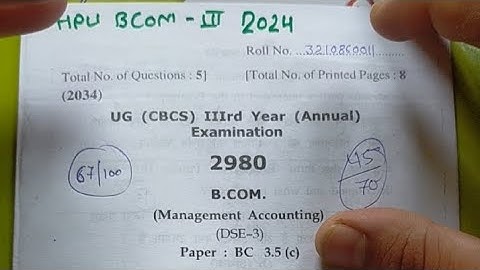 HPU BCOM - III 2024
Roll No. ...3210860011...
Total No. of Questions : 5] [Total No. of Printed Pages : 8
(2034)
UG (CBCS) IIIrd Year (Annual)
Examination
67/100
2980
45
70
B.COM.
(Management Accounting)
(DSE-3)
Paper : BC 3.5 (c)